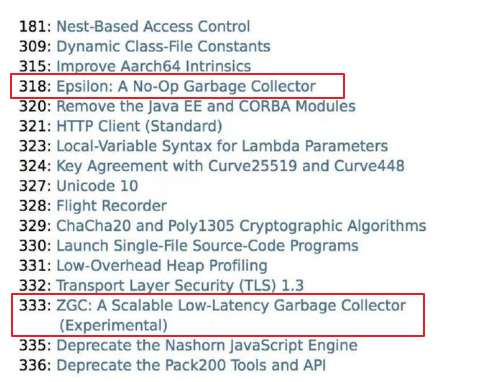 181: Nest-Based Access Control
309: Dynamic Class-File Constants
315: Improve Aarch64 Intrinsics
318: Epsilon: A No-Op Garbage Collector
320: Remove the Java EE and CORBA Modules
321: HTTP Client (Standard)
323: Local-Variable Syntax for Lambda Parameters
324: Key Agreement with Curve25519 and Curve448
327: Unicode 10
328: Flight Recorder
329: ChaCha20 and Poly1305 Cryptographic Algorithms
330: Launch Single-File Source-Code Programs
331: Low-Overhead Heap Profiling
332: Transport Layer Security (TLS) 1.3
333: ZGC: A Scalable Low-Latency Garbage Collector
(Experimental)
335: Deprecate the Nashorn JavaScript Engine
336: Deprecate the Pack200 Tools and API